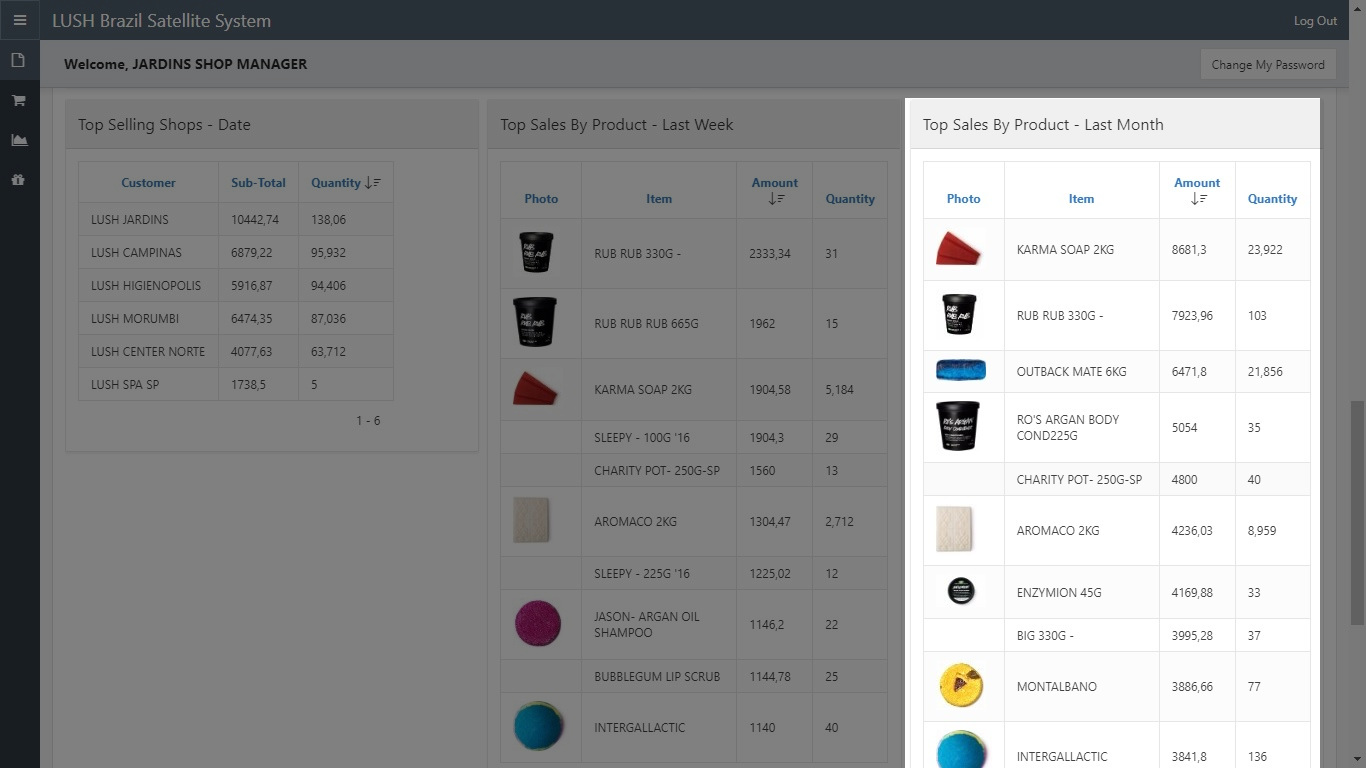 LUSH Brazil Satellite System
Log Out
Welcome, JARDINS SHOP MANAGER
Change My Password
Top Selling Shops - Date
Customer Sub-Total Quantity
LUSH JARDINS 10442,74 138,06
LUSH CAMPINAS 6879,22 95,932
LUSH HIGIENOPOLIS 5916,87 94,406
LUSH MORUMBI 6474,35 87,036
LUSH CENTER NORTE 4077,63 63,712
LUSH SPA SP 1738,5 5
1 - 6
Top Sales By Product - Last Week
Photo Item Amount Quantity
RUB RUB 330G - 2333,34 31
RUB RUB RUB 665G 1962 15
KARMA SOAP 2KG 1904,58 5,184
SLEEPY - 100G '16 1904,3 29
CHARITY POT- 250G-SP 1560 13
AROMACO 2KG 1304,47 2,712
SLEEPY - 225G '16 1225,02 12
JASON- ARGAN OIL
SHAMPOO 1146,2 22
BUBBLEGUM LIP SCRUB 1144,78 25
INTERGALLACTIC 1140 40
Top Sales By Product - Last Month
Photo Item Amount Quantity
KARMA SOAP 2KG 8681,3 23,922
RUB RUB 330G - 7923,96 103
OUTBACK MATE 6KG 6471,8 21,856
RO'S ARGAN BODY
COND225G 5054 35
CHARITY POT- 250G-SP 4800 40
AROMACO 2KG 4236,03 8,959
ENZYMION 45G 4169,88 33
BIG 330G - 3995,28 37
MONTALBANO 3886,66 77
INTERGALLACTIC 3841,8 136